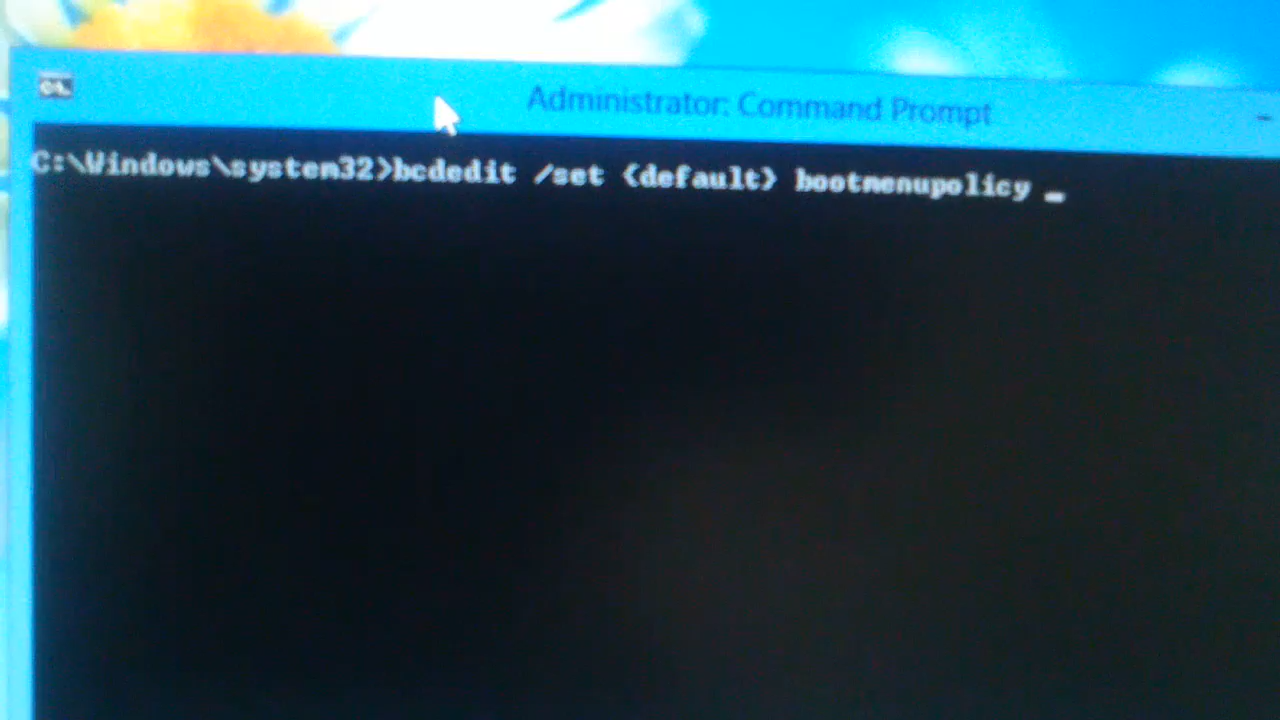 C:\.
Administrator: Command Prompt
C:\Windows\system32>bcdedit /set {default} bootmenupolicy _